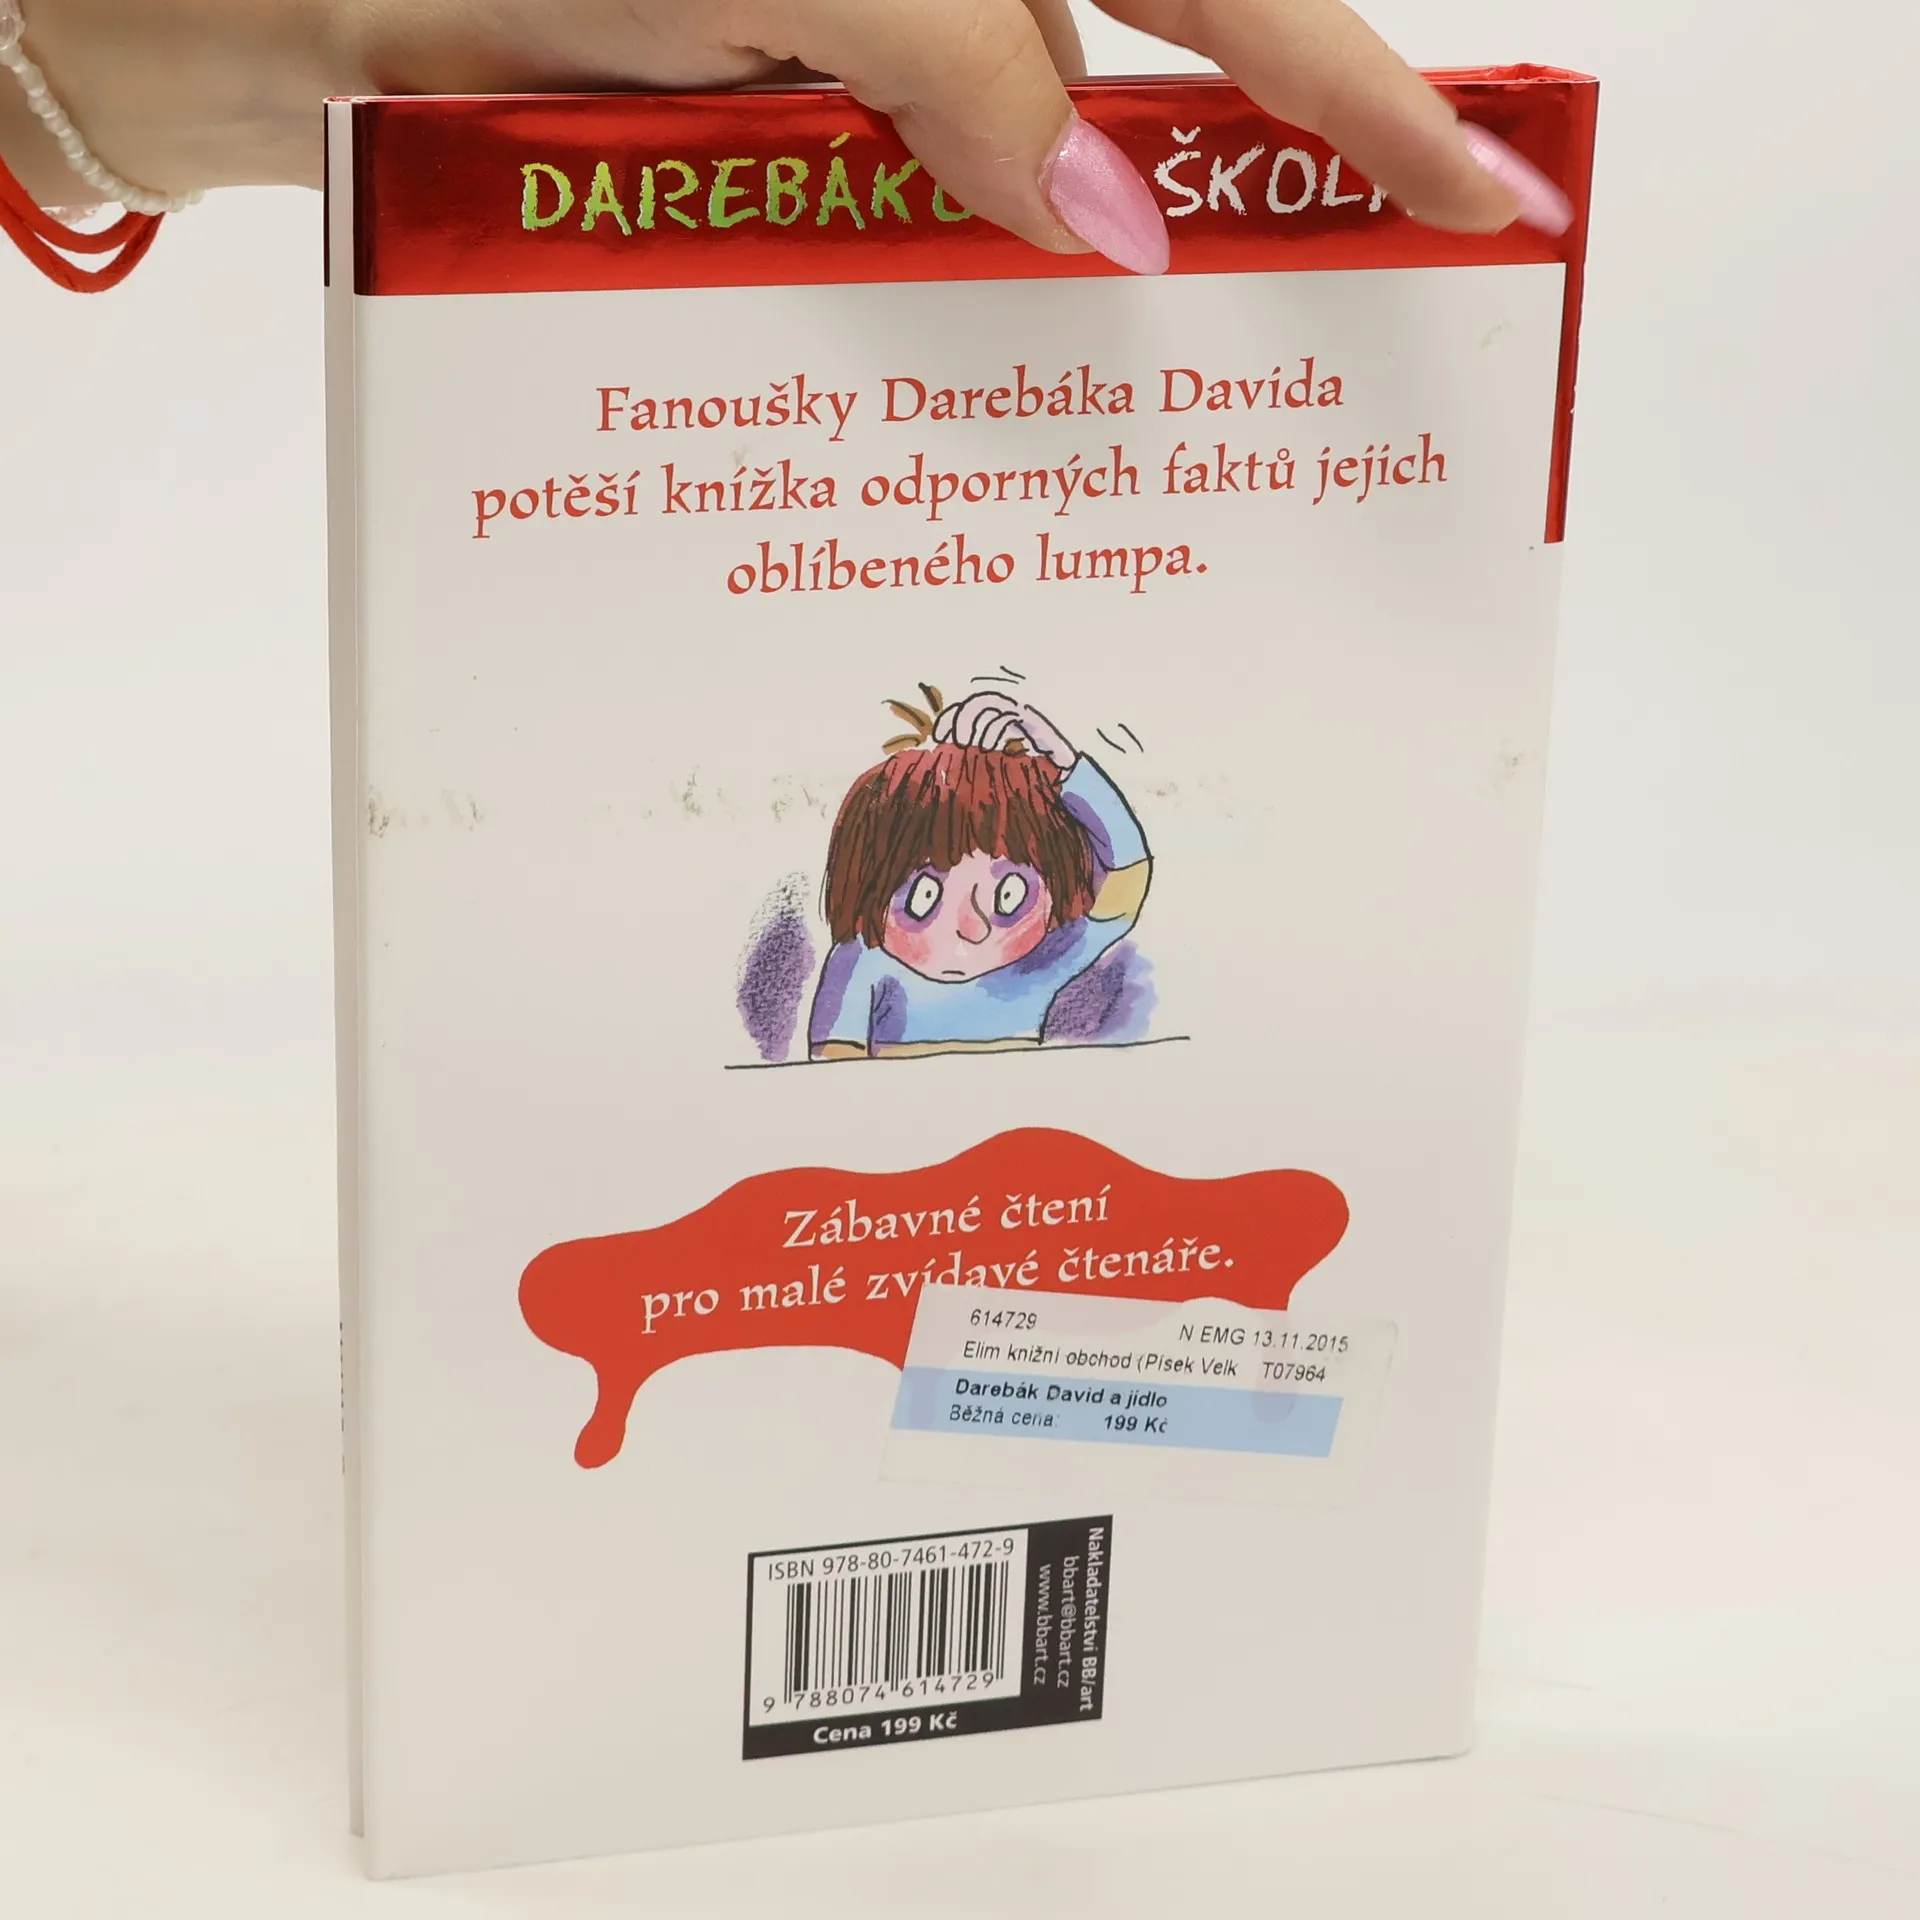 ŠKOL
Fanoušky Darebáka Davida
potěší knížka odporných faktů jejich
oblíbeného lumpa.
Zábavné čtení
pro malé zvídavé čtenáře.
614729
N EMG 13.11.2015
Elim knižní obchod (Písek Velk T07964
Darebák David a jídlo
Běžná cena: 199 Kč
ISBN 978-80-7461-472-9
9 788074 614729
Cena 199 Kč
Nakladatelství BB/art
bbart@bbart.cz
www.bbart.cz